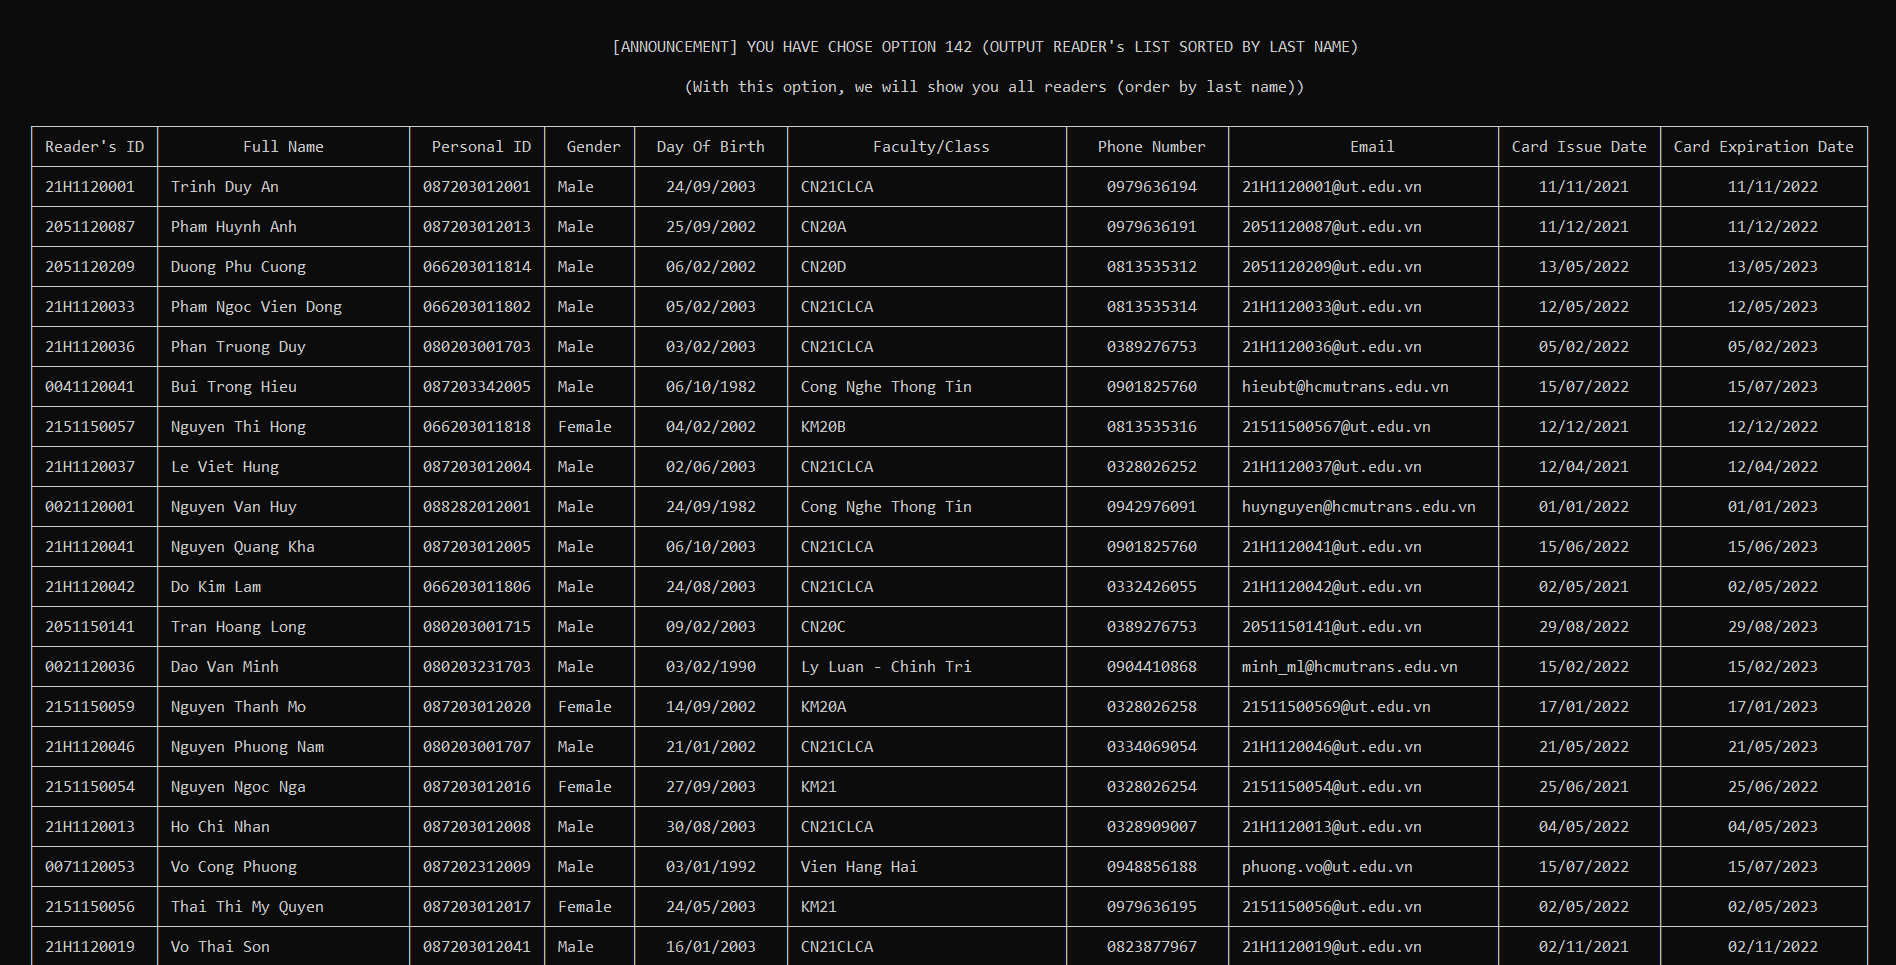 [ANNOUNCEMENT] YOU HAVE CHOSE OPTION 142 (OUTPUT READER's LIST SORTED BY LAST NAME)
(With this option, we will show you all readers (order by last name))
Reader's ID Full Name Personal ID Gender Day Of Birth Faculty/Class Phone Number Email Card Issue Date Card Expiration Date
21H1120001 Trinh Duy An 087203012001 Male 24/09/2003 CN21CLCA 0979636194 21H1120001@ut.edu.vn 11/11/2021 11/11/2022
2051120087 Pham Huynh Anh 087203012013 Male 25/09/2002 CN20A 0979636191 2051120087@ut.edu.vn 11/12/2021 11/12/2022
2051120209 Duong Phu Cuong 066203011814 Male 06/02/2002 CN20D 0813535312 2051120209@ut.edu.vn 13/05/2022 13/05/2023
21H1120033 Pham Ngoc Vien Dong 066203011802 Male 05/02/2003 CN21CLCA 0813535314 21H1120033@ut.edu.vn 12/05/2022 12/05/2023
21H1120036 Phan Truong Duy 080203001703 Male 03/02/2003 CN21CLCA 0389276753 21H1120036@ut.edu.vn 05/02/2022 05/02/2023
0041120041 Bui Trong Hieu 087203342005 Male 06/10/1982 Cong Nghe Thong Tin 0901825760 hieubt@hcmutrans.edu.vn 15/07/2022 15/07/2023
2151150057 Nguyen Thi Hong 066203011818 Female 04/02/2002 KM20B 0813535316 21511500567@ut.edu.vn 12/12/2021 12/12/2022
21H1120037 Le Viet Hung 087203012004 Male 02/06/2003 CN21CLCA 0328026252 21H1120037@ut.edu.vn 12/04/2021 12/04/2022
0021120001 Nguyen Van Huy 088282012001 Male 24/09/1982 Cong Nghe Thong Tin 0942976091 huynguyen@hcmutrans.edu.vn 01/01/2022 01/01/2023
21H1120041 Nguyen Quang Kha 087203012005 Male 06/10/2003 CN21CLCA 0901825760 21H1120041@ut.edu.vn 15/06/2022 15/06/2023
21H1120042 Do Kim Lam 066203011806 Male 24/08/2003 CN21CLCA 0332426055 21H1120042@ut.edu.vn 02/05/2021 02/05/2022
2051150141 Tran Hoang Long 080203001715 Male 09/02/2003 CN20C 0389276753 2051150141@ut.edu.vn 29/08/2022 29/08/2023
0021120036 Dao Van Minh 080203231703 Male 03/02/1990 Ly Luan - Chinh Tri 0904410868 minh_ml@hcmutrans.edu.vn 15/02/2022 15/02/2023
2151150059 Nguyen Thanh Mo 087203012020 Female 14/09/2002 KM20A 0328026258 21511500569@ut.edu.vn 17/01/2022 17/01/2023
21H1120046 Nguyen Phuong Nam 080203001707 Male 21/01/2002 CN21CLCA 0334069054 21H1120046@ut.edu.vn 21/05/2022 21/05/2023
2151150054 Nguyen Ngoc Nga 087203012016 Female 27/09/2003 KM21 0328026254 2151150054@ut.edu.vn 25/06/2021 25/06/2022
21H1120013 Ho Chi Nhan 087203012008 Male 30/08/2003 CN21CLCA 0328909007 21H1120013@ut.edu.vn 04/05/2022 04/05/2023
0071120053 Vo Cong Phuong 087202312009 Male 03/01/1992 Vien Hang Hai 0948856188 phuong.vo@ut.edu.vn 15/07/2022 15/07/2023
2151150056 Thai Thi My Quyen 087203012017 Female 24/05/2003 KM21 0979636195 2151150056@ut.edu.vn 02/05/2022 02/05/2023
21H1120019 Vo Thai Son 087203012041 Male 16/01/2003 CN21CLCA 0823877967 21H1120019@ut.edu.vn 02/11/2021 02/11/2022